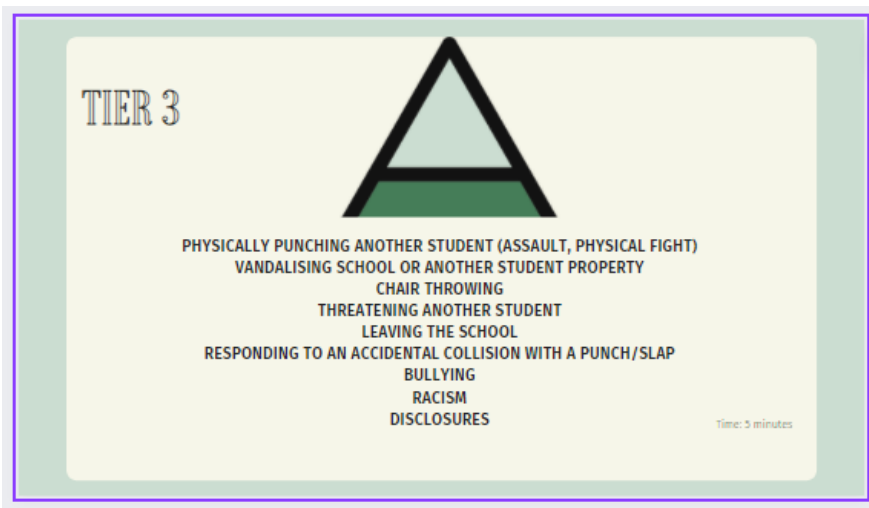 TIER 3
PHYSICALLY PUNCHING ANOTHER STUDENT (ASSAULT, PHYSICAL FIGHT)
VANDALISING SCHOOL OR ANOTHER STUDENT PROPERTY
CHAIR THROWING
THREATENING ANOTHER STUDENT
LEAVING THE SCHOOL
RESPONDING TO AN ACCIDENTAL COLLISION WITH A PUNCH/SLAP
BULLYING
RACISM
DISCLOSURES
Time: 5 minutes